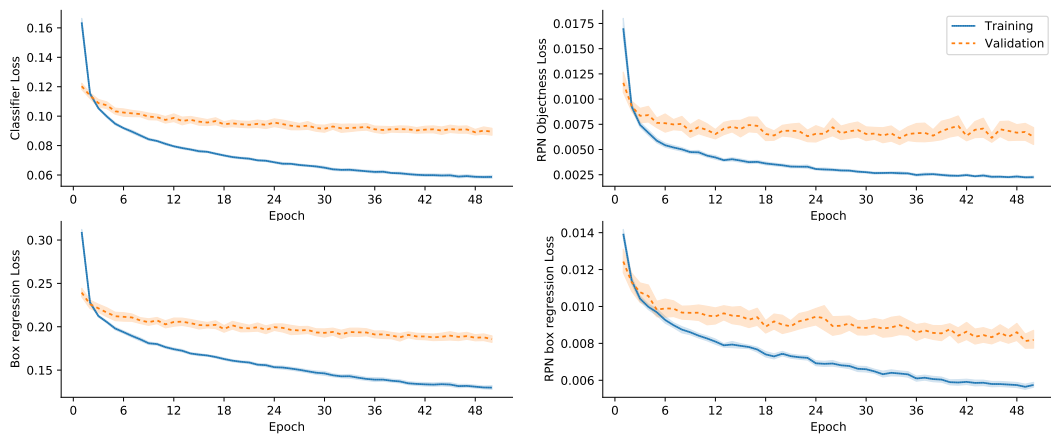 Classifier Loss
0.16
0.14
0.12
0.10
0.08
0.06
0 6 12 18 24 30 36 42 48
Epoch
RPN Objectness Loss
0.0175
0.0150
0.0125
0.0100
0.0075
0.0050
0.0025
0 6 12 18 24 30 36 42 48
Epoch
Training
Validation
Box regression Loss
0.30
0.25
0.20
0.15
0 6 12 18 24 30 36 42 48
Epoch
RPN box regression Loss
0.014
0.012
0.010
0.008
0.006
0 6 12 18 24 30 36 42 48
Epoch